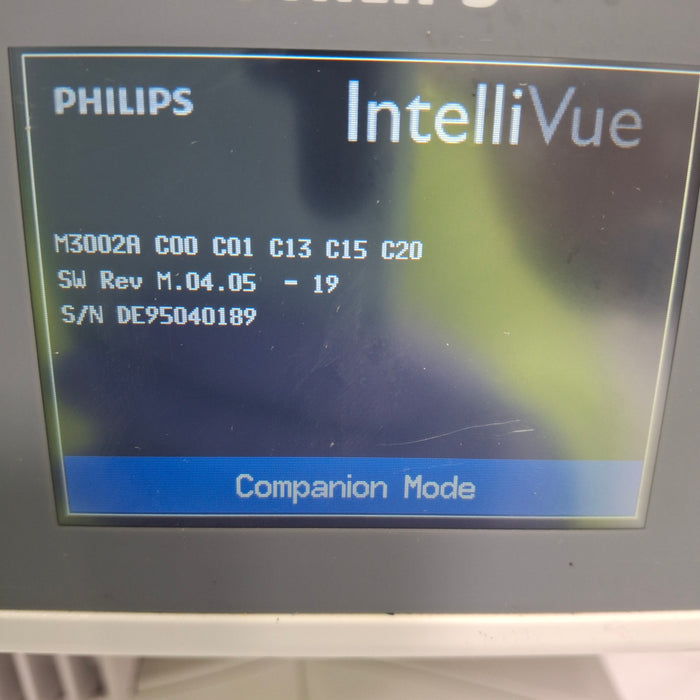 PHILIPS
IntelliVue
M3002A C00 C01 C13 C15 C20
SW Rev M.04.05 - 19
S/N DE95040189
Companion Mode